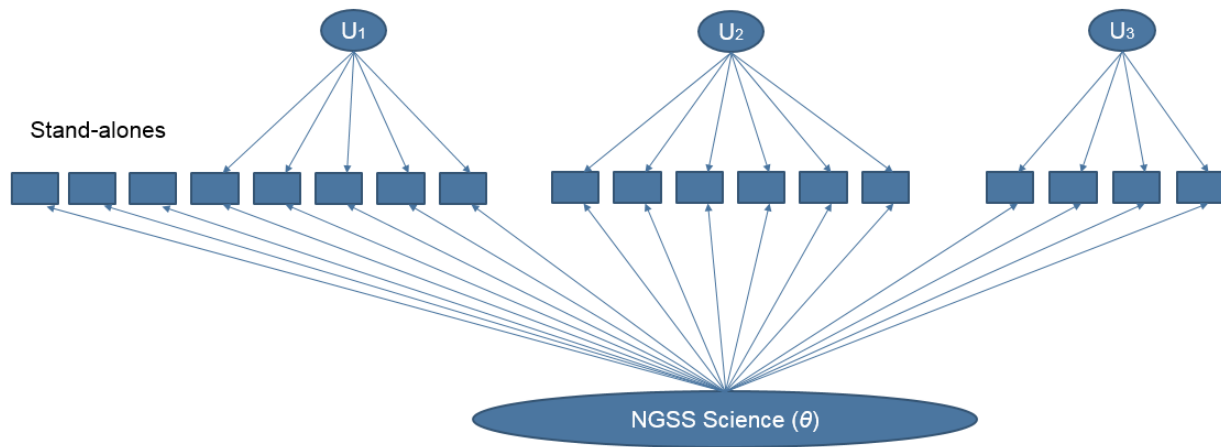 U₁
U₂
U₃
Stand-alones
NGSS Science (θ)